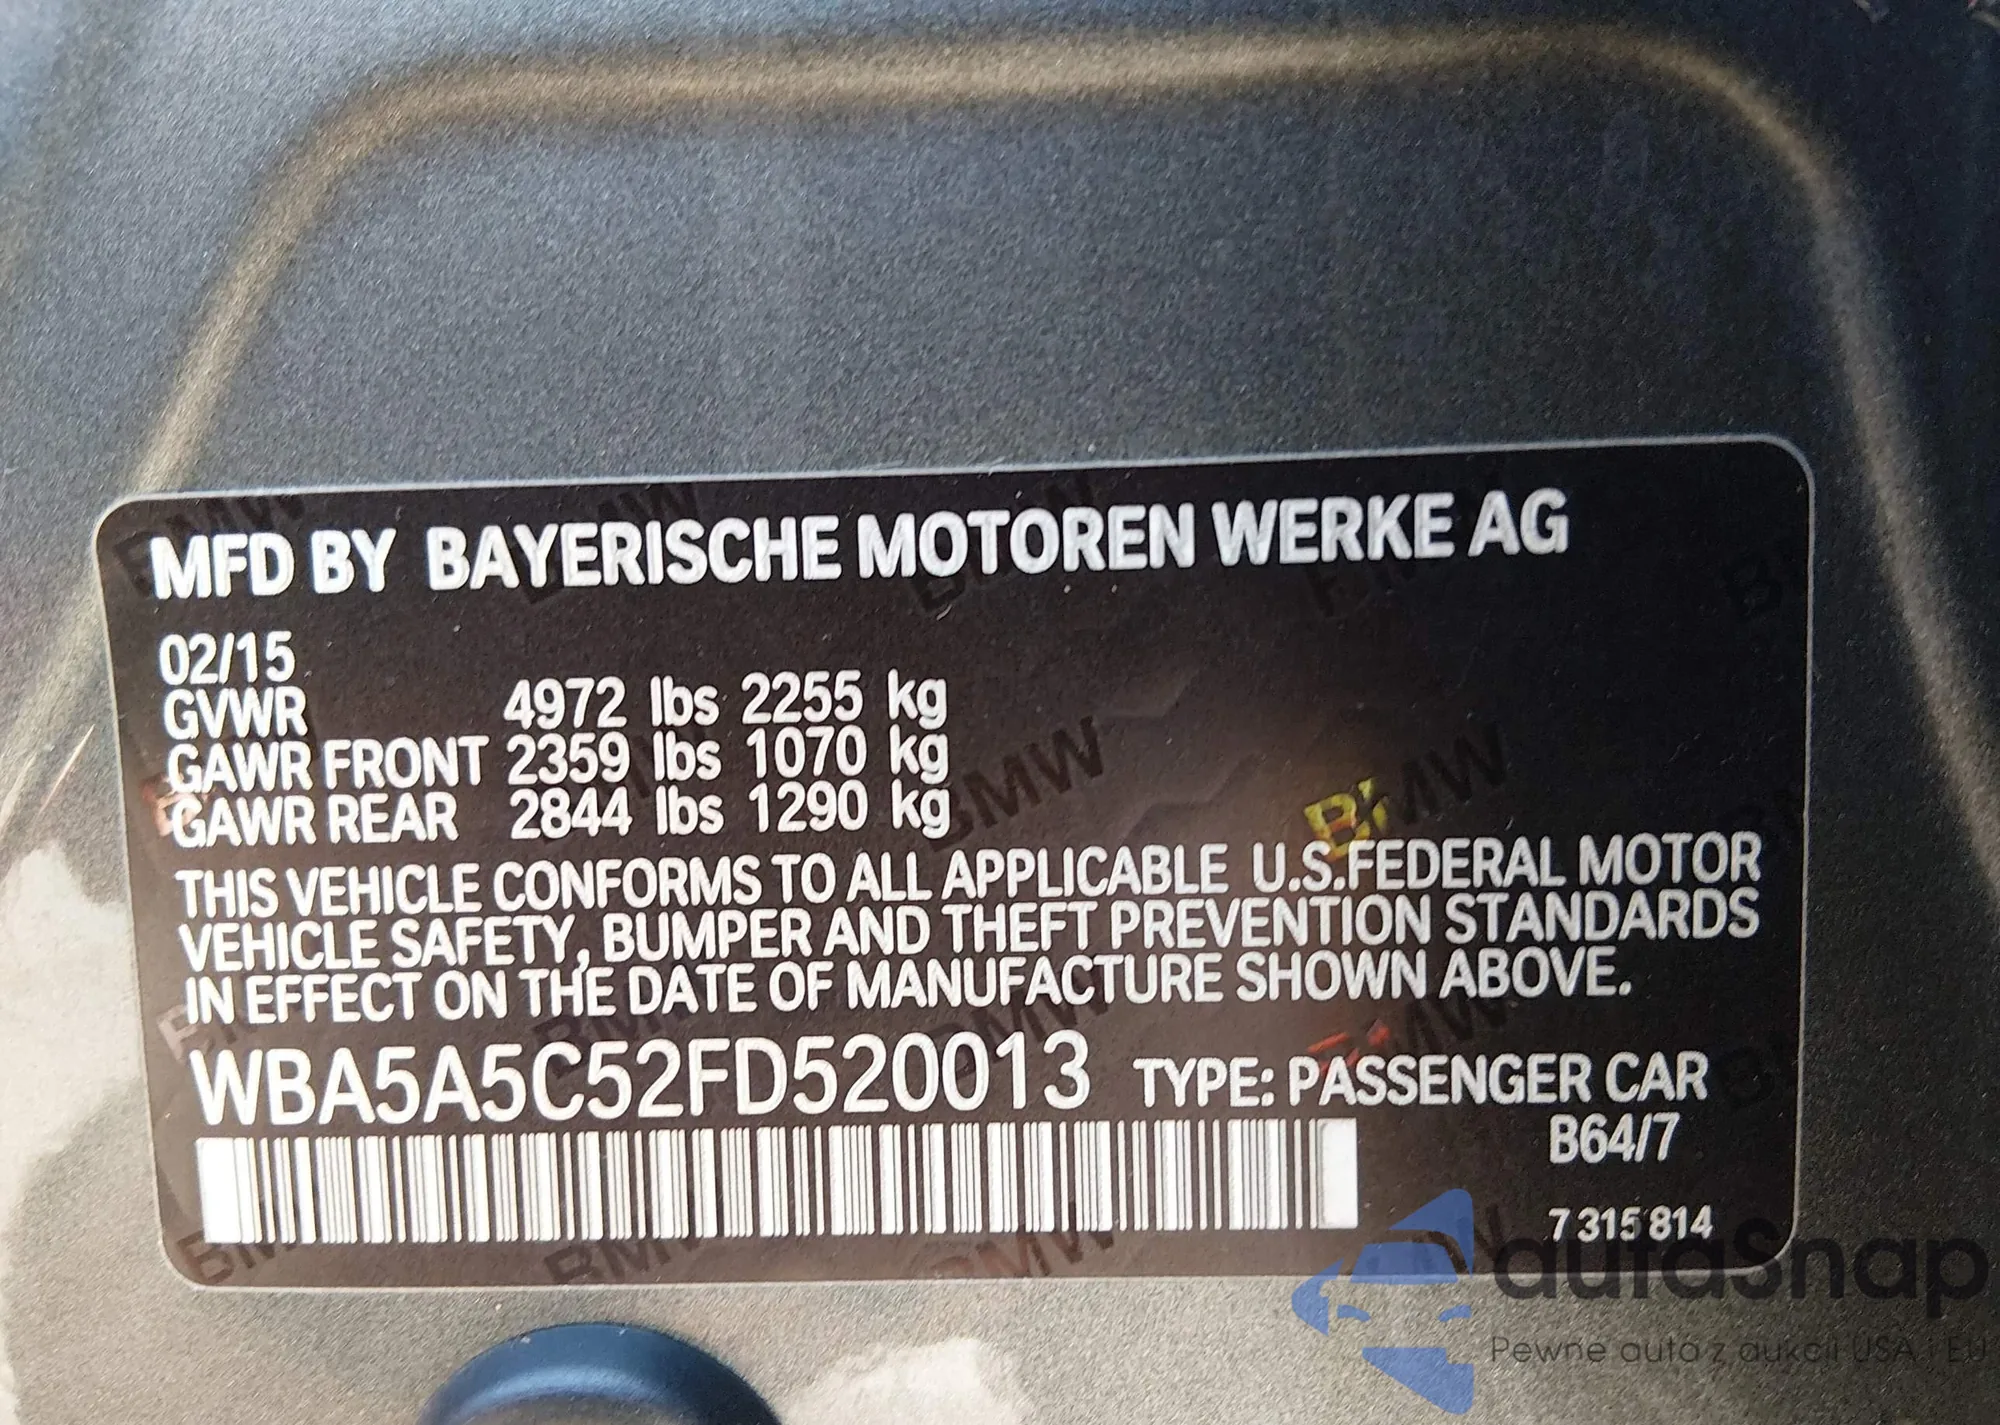 MFD BY BAYERISCHE MOTOREN WERKE AG
02/15
GVWR 4972 lbs 2255 kg
GAWR FRONT 2359 lbs 1070 kg
GAWR REAR 2844 lbs 1290 kg
THIS VEHICLE CONFORMS TO ALL APPLICABLE U.S.FEDERAL MOTOR
VEHICLE SAFETY, BUMPER AND THEFT PREVENTION STANDARDS
IN EFFECT ON THE DATE OF MANUFACTURE SHOWN ABOVE.
WBA5A5C52FD520013 TYPE: PASSENGER CAR
B64/7
7 315 814
autaSnap
Pewne auta z aukcji USA i EU